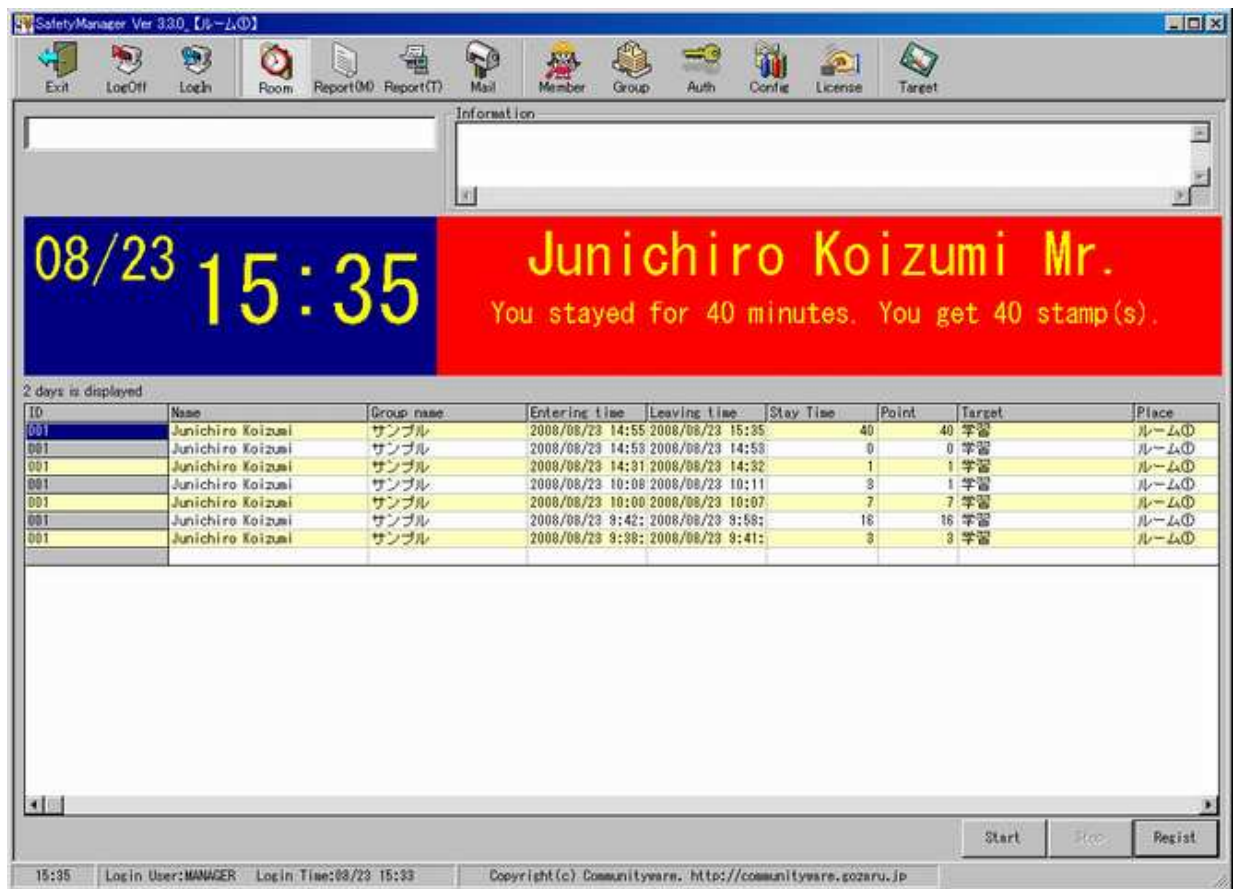 SafetyManager Ver 3.3.0_【ルーム①】
Exit LogOff LogIn Room Report(M) Report(T) Mail Member Group Auth Config License Target
Information
08/23 15:35
Junichiro Koizumi Mr.
You stayed for 40 minutes. You get 40 stamp(s).
2 days is displayed
ID Name Group name Entering time Leaving time Stay Time Point Target Place
001 Junichiro Koizumi サンプル 2008/08/23 14:55 2008/08/23 15:35 40 40 学習 ルーム①
001 Junichiro Koizumi サンプル 2008/08/23 14:53 2008/08/23 14:53 0 0 学習 ルーム①
001 Junichiro Koizumi サンプル 2008/08/23 14:31 2008/08/23 14:32 1 1 学習 ルーム①
001 Junichiro Koizumi サンプル 2008/08/23 10:08 2008/08/23 10:11 3 1 学習 ルーム①
001 Junichiro Koizumi サンプル 2008/08/23 10:00 2008/08/23 10:07 7 7 学習 ルーム①
001 Junichiro Koizumi サンプル 2008/08/23 9:42: 2008/08/23 9:58: 16 16 学習 ルーム①
001 Junichiro Koizumi サンプル 2008/08/23 9:38: 2008/08/23 9:41: 3 3 学習 ルーム①
Start Stop Regist
15:35 Login User:MANAGER Login Time:08/23 15:33 Copyright(c) Communityware. http://communityware.gozaru.jp